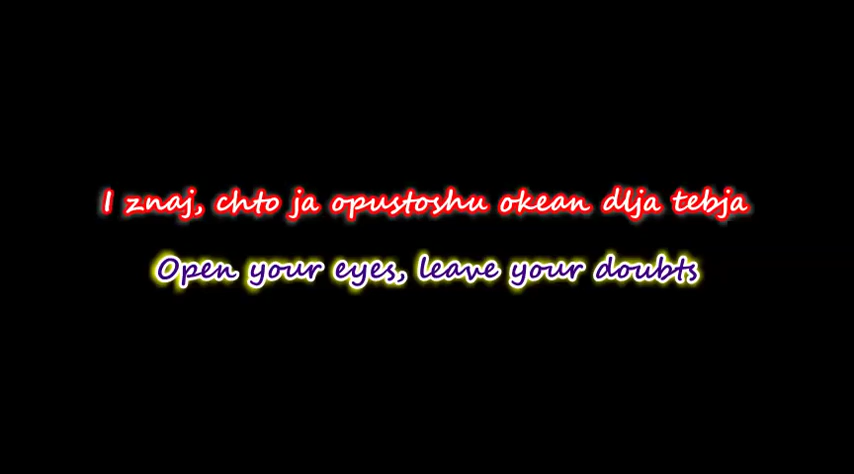 I znaj, chto ja opustoshu okean dlja tebja
Open your eyes, leave your doubts